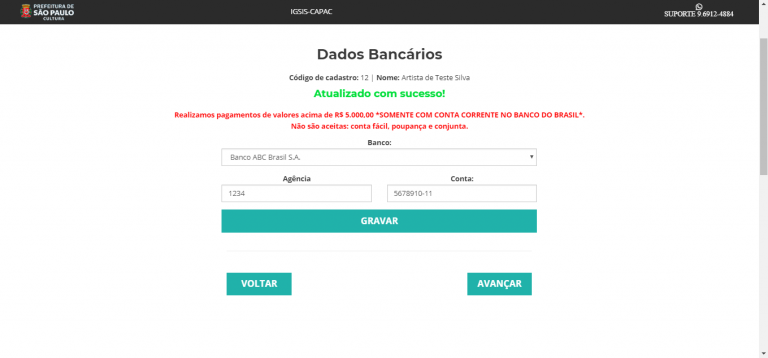 PREFEITURA DE
SÃO PAULO
CULTURA
IGSIS-CAPAC
SUPORTE 9.6912-4884
Dados Bancários
Código de cadastro: 12 | Nome: Artista de Teste Silva
Atualizado com sucesso!
Realizamos pagamentos de valores acima de R$ 5.000,00 *SOMENTE COM CONTA CORRENTE NO BANCO DO BRASIL*.
Não são aceitas: conta fácil, poupança e conjunta.
Banco:
Banco ABC Brasil S.A.
Agência
Conta:
1234
5678910-11
GRAVAR
VOLTAR
AVANÇAR